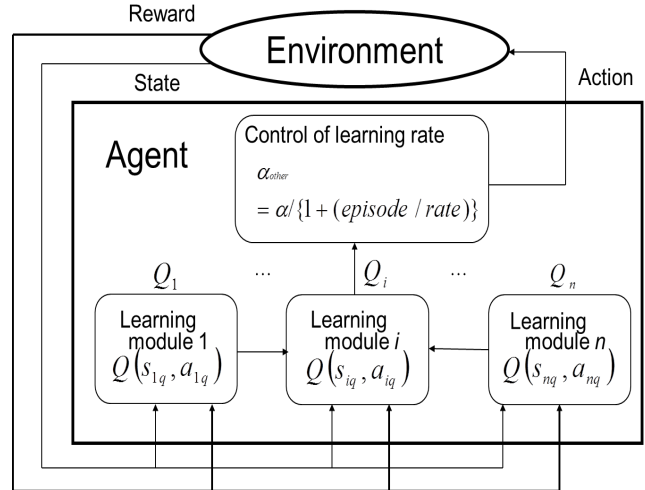 Reward
Environment
State
Action
Agent
Control of learning rate
α_other
= α/{1 + (episode / rate)}
Q_1
...
Q_i
...
Q_n
Learning
module 1
Q(s_1q, a_1q)
Learning
module i
Q(s_iq, a_iq)
Learning
module n
Q(s_nq, a_nq)